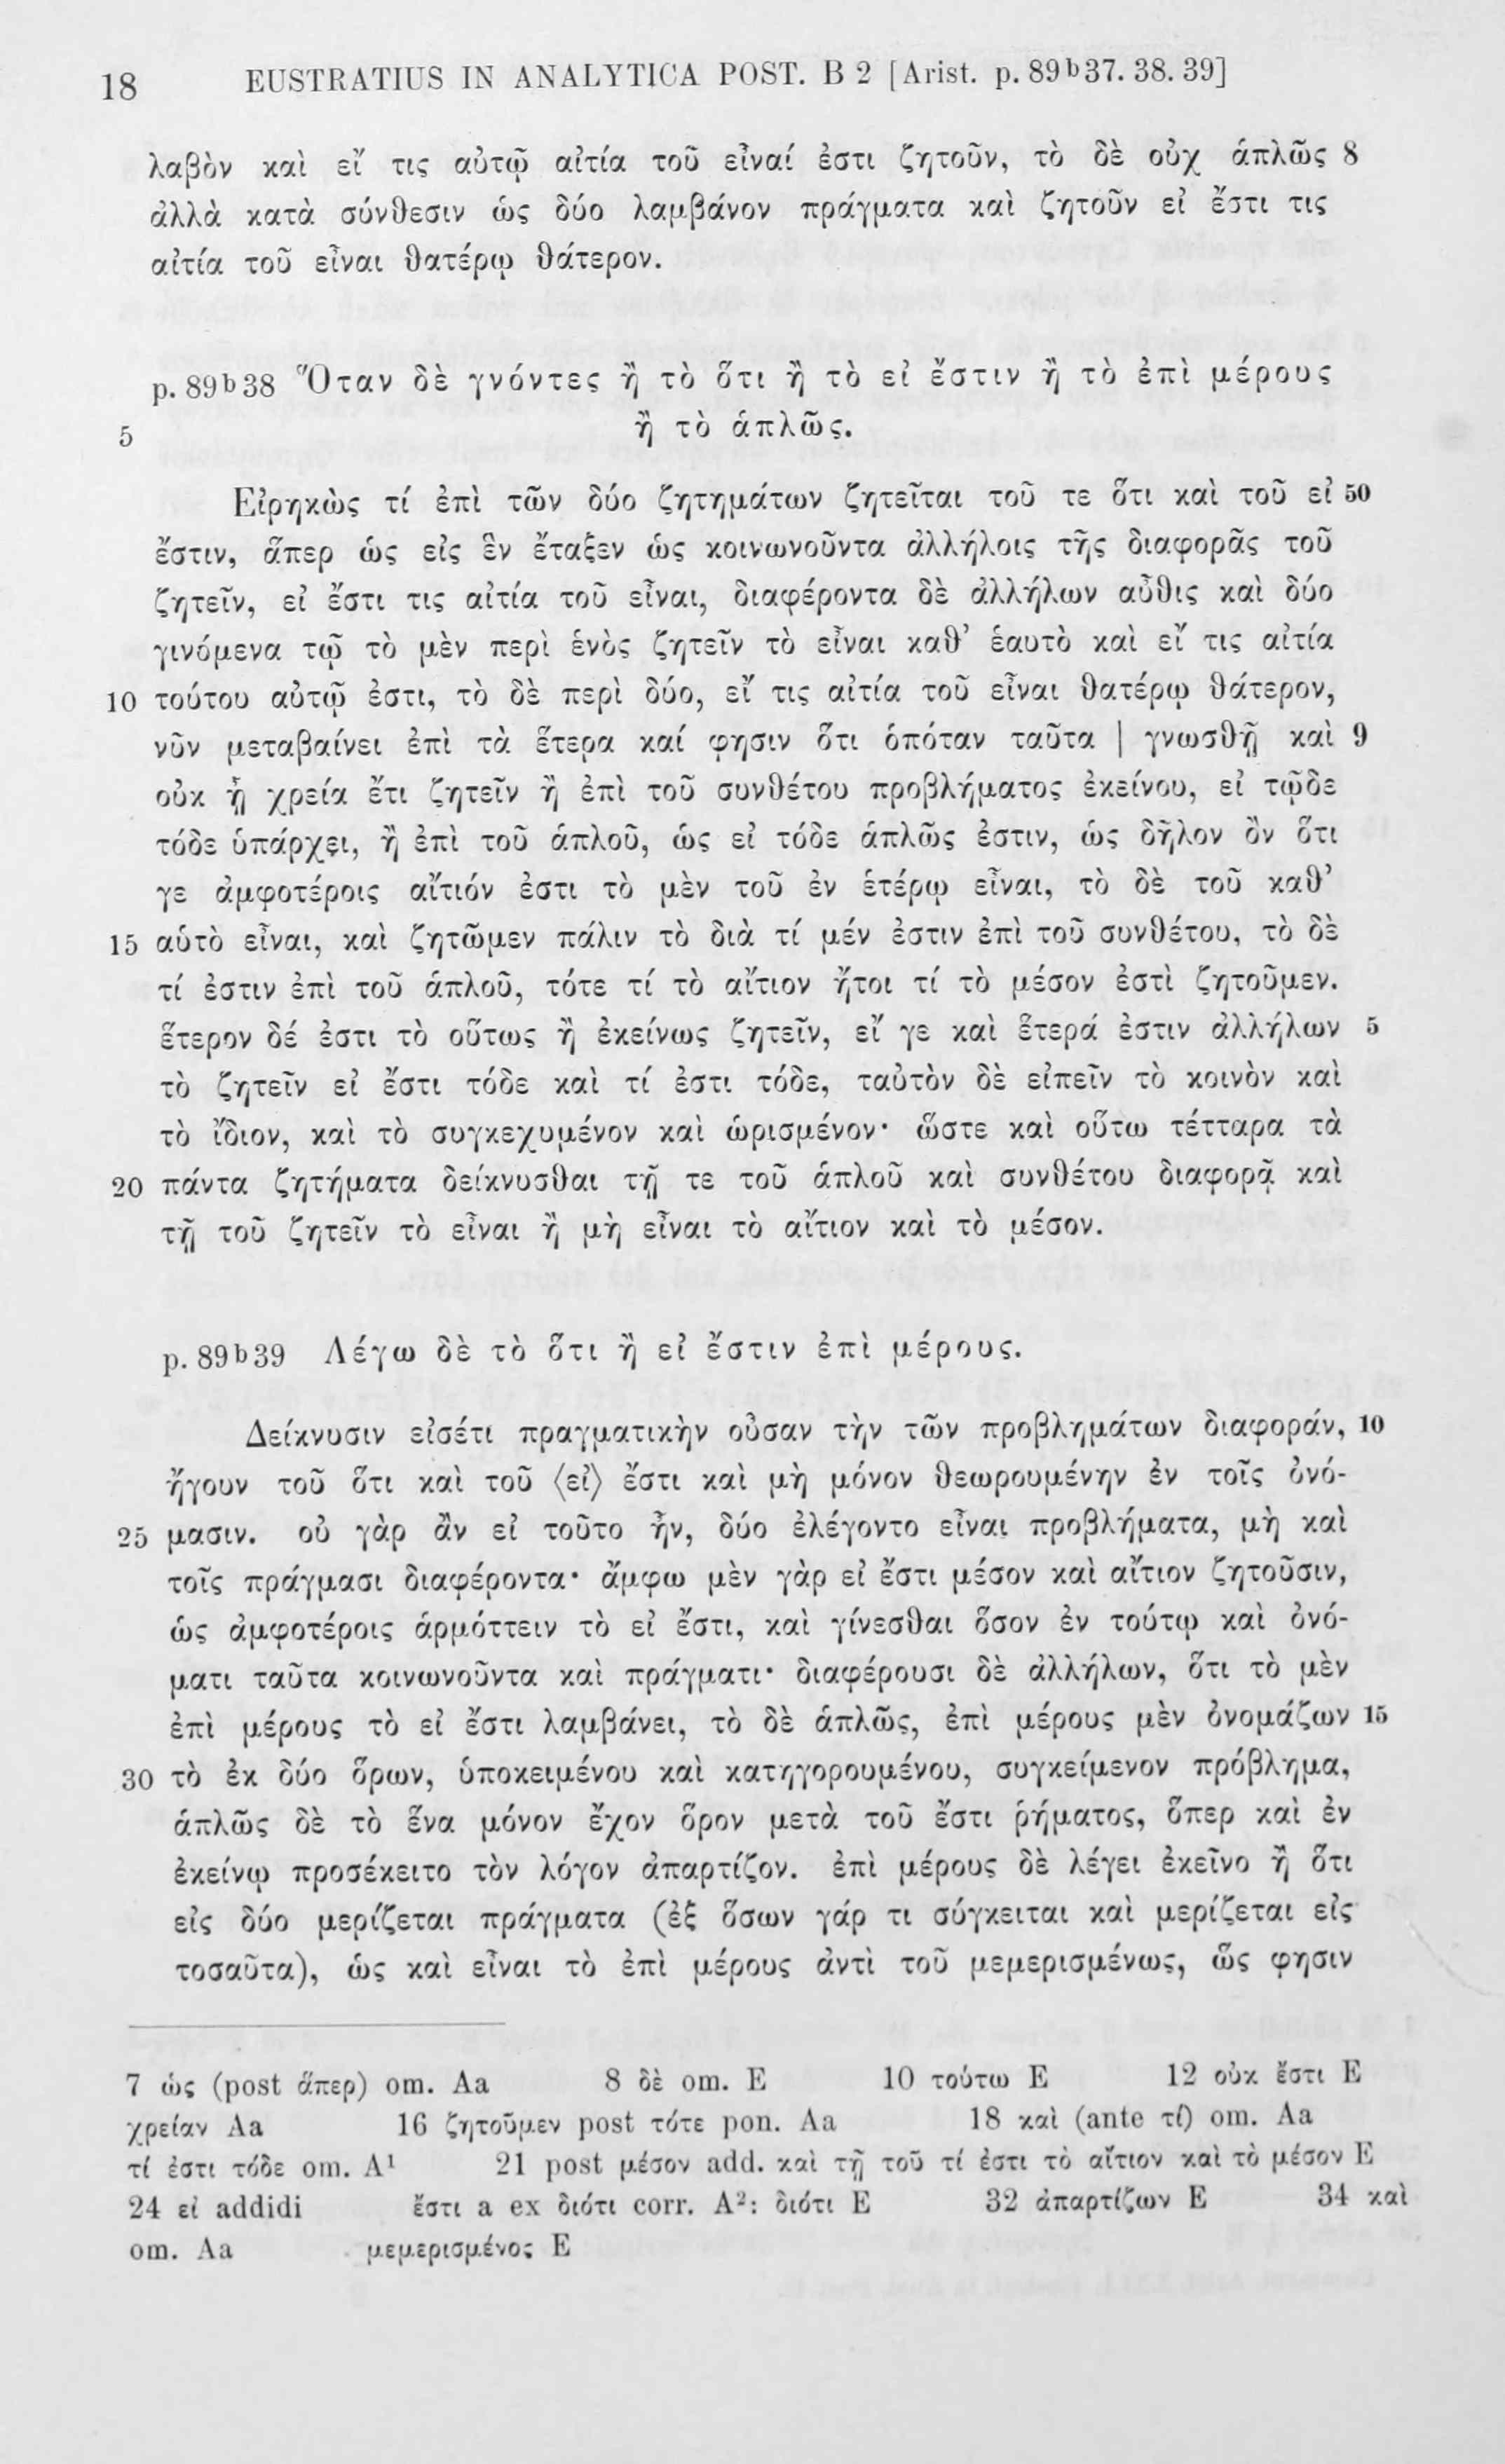 18 EUSTRATIUS IN ANALYTICA POST. B 2 [Arist. p. 89ᵇ37. 38. 39]
λαβὸν καὶ εἴ τις αὐτῷ αἰτία τοῦ εἶναί ἐστι ζητοῦν, τὸ δὲ οὐχ ἁπλῶς 8
ἀλλὰ κατὰ σύνθεσιν ὡς δύο λαμβάνον πράγματα καὶ ζητοῦν εἰ ἔστι τις
αἰτία τοῦ εἶναι θατέρῳ θάτερον.
p. 89ᵇ38 Ὅταν δὲ γνόντες ἢ τὸ ὅτι ἢ τὸ εἰ ἔστιν ἢ τὸ ἐπὶ μέρους
5 ἢ τὸ ἁπλῶς.
Εἰρηκὼς τί ἐπὶ τῶν δύο ζητημάτων ζητεῖται τοῦ τε ὅτι καὶ τοῦ εἰ 50
ἔστιν, ἅπερ ὡς εἰς ἓν ἔταξεν ὡς κοινωνοῦντα ἀλλήλοις τῆς διαφορᾶς τοῦ
ζητεῖν, εἰ ἔστι τις αἰτία τοῦ εἶναι, διαφέροντα δὲ ἀλλήλων αὖθις καὶ δύο
γινόμενα τῷ τὸ μὲν περὶ ἑνὸς ζητεῖν τὸ εἶναι καθ’ ἑαυτὸ καὶ εἴ τις αἰτία
10 τούτου αὐτῷ ἐστι, τὸ δὲ περὶ δύο, εἴ τις αἰτία τοῦ εἶναι θατέρῳ θάτερον,
νῦν μεταβαίνει ἐπὶ τὰ ἕτερα καί φησιν ὅτι ὁπόταν ταῦτα | γνωσθῇ καὶ 9
οὐκ ᾖ χρεία ἔτι ζητεῖν ἢ ἐπὶ τοῦ συνθέτου προβλήματος ἐκείνου, εἰ τῷδε
τόδε ὑπάρχει, ἢ ἐπὶ τοῦ ἁπλοῦ, ὡς εἰ τόδε ἁπλῶς ἐστιν, ὡς δῆλον ὂν ὅτι
γε ἀμφοτέροις αἴτιόν ἐστι τὸ μὲν τοῦ ἐν ἑτέρῳ εἶναι, τὸ δὲ τοῦ καθ’
15 αὑτὸ εἶναι, καὶ ζητῶμεν πάλιν τὸ διὰ τί μέν ἐστιν ἐπὶ τοῦ συνθέτου, τὸ δὲ
τί ἐστιν ἐπὶ τοῦ ἁπλοῦ, τότε τί τὸ αἴτιον ἤτοι τί τὸ μέσον ἐστὶ ζητοῦμεν.
ἕτερον δέ ἐστι τὸ οὕτως ἢ ἐκείνως ζητεῖν, εἴ γε καὶ ἕτερά ἐστιν ἀλλήλων 5
τὸ ζητεῖν εἰ ἔστι τόδε καὶ τί ἐστι τόδε, ταὐτὸν δὲ εἰπεῖν τὸ κοινὸν καὶ
τὸ ἴδιον, καὶ τὸ συγκεχυμένον καὶ ὡρισμένον· ὥστε καὶ οὕτω τέτταρα τὰ
20 πάντα ζητήματα δείκνυσθαι τῇ τε τοῦ ἁπλοῦ καὶ συνθέτου διαφορᾷ καὶ
τῇ τοῦ ζητεῖν τὸ εἶναι ἢ μὴ εἶναι τὸ αἴτιον καὶ τὸ μέσον.
p. 89ᵇ39 Λέγω δὲ τὸ ὅτι ἢ εἰ ἔστιν ἐπὶ μέρους.
Δείκνυσιν εἰσέτι πραγματικὴν οὖσαν τὴν τῶν προβλημάτων διαφοράν, 10
ἤγουν τοῦ ὅτι καὶ τοῦ ⟨εἰ⟩ ἔστι καὶ μὴ μόνον θεωρουμένην ἐν τοῖς ὀνό-
25 μασιν. οὐ γὰρ ἂν εἰ τοῦτο ἦν, δύο ἐλέγοντο εἶναι προβλήματα, μὴ καὶ
τοῖς πράγμασι διαφέροντα· ἄμφω μὲν γὰρ εἰ ἔστι μέσον καὶ αἴτιον ζητοῦσιν,
ὡς ἀμφοτέροις ἁρμόττειν τὸ εἰ ἔστι, καὶ γίνεσθαι ὅσον ἐν τούτῳ καὶ ὀνό-
ματι ταῦτα κοινωνοῦντα καὶ πράγματι· διαφέρουσι δὲ ἀλλήλων, ὅτι τὸ μὲν
ἐπὶ μέρους τὸ εἰ ἔστι λαμβάνει, τὸ δὲ ἁπλῶς, ἐπὶ μέρους μὲν ὀνομάζων 15
30 τὸ ἐκ δύο ὅρων, ὑποκειμένου καὶ κατηγορουμένου, συγκείμενον πρόβλημα,
ἁπλῶς δὲ τὸ ἕνα μόνον ἔχον ὅρον μετὰ τοῦ ἔστι ῥήματος, ὅπερ καὶ ἐν
ἐκείνῳ προσέκειτο τὸν λόγον ἀπαρτίζον. ἐπὶ μέρους δὲ λέγει ἐκεῖνο ἢ ὅτι
εἰς δύο μερίζεται πράγματα (ἐξ ὅσων γάρ τι σύγκειται καὶ μερίζεται εἰς
τοσαῦτα), ὡς καὶ εἶναι τὸ ἐπὶ μέρους ἀντὶ τοῦ μεμερισμένως, ὥς φησιν
7 ὡς (post ἅπερ) om. Aa 8 δὲ om. E 10 τούτω E 12 οὐκ ἔστι E
χρείαν Aa 16 ζητοῦμεν post τότε pon. Aa 18 καὶ (ante τί) om. Aa
τί ἐστι τόδε om. A¹ 21 post μέσον add. καὶ τῇ τοῦ τί ἐστι τὸ αἴτιον καὶ τὸ μέσον E
24 εἰ addidi ἔστι a ex διότι corr. A²: διότι E 32 ἀπαρτίζων E 34 καὶ
om. Aa μεμερισμένος E